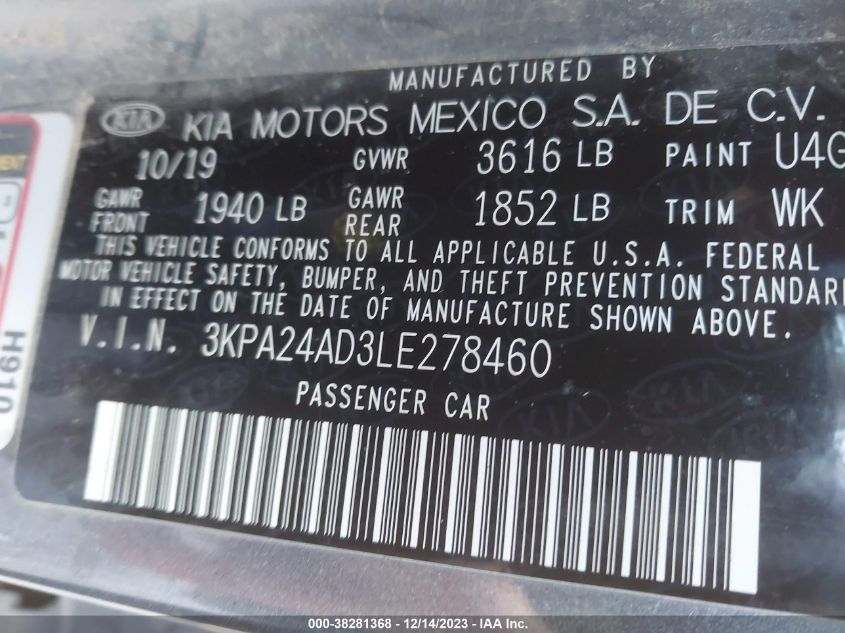 MANUFACTURED BY
KIA KIA MOTORS MEXICO S.A. DE C.V.
10/19 GVWR 3616 LB PAINT U4G
GAWR FRONT 1940 LB GAWR REAR 1852 LB TRIM WK
THIS VEHICLE CONFORMS TO ALL APPLICABLE U.S.A. FEDERAL
MOTOR VEHICLE SAFETY, BUMPER, AND THEFT PREVENTION STANDAR
IN EFFECT ON THE DATE OF MANUFACTURE SHOWN ABOVE.
V.I.N. 3KPA24AD3LE278460
PASSENGER CAR
H910
000-38281368 - 12/14/2023 - IAA Inc.